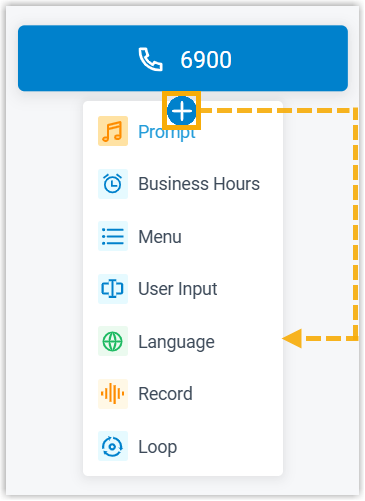 6900
Prompt
Business Hours
Menu
User Input
Language
Record
Loop